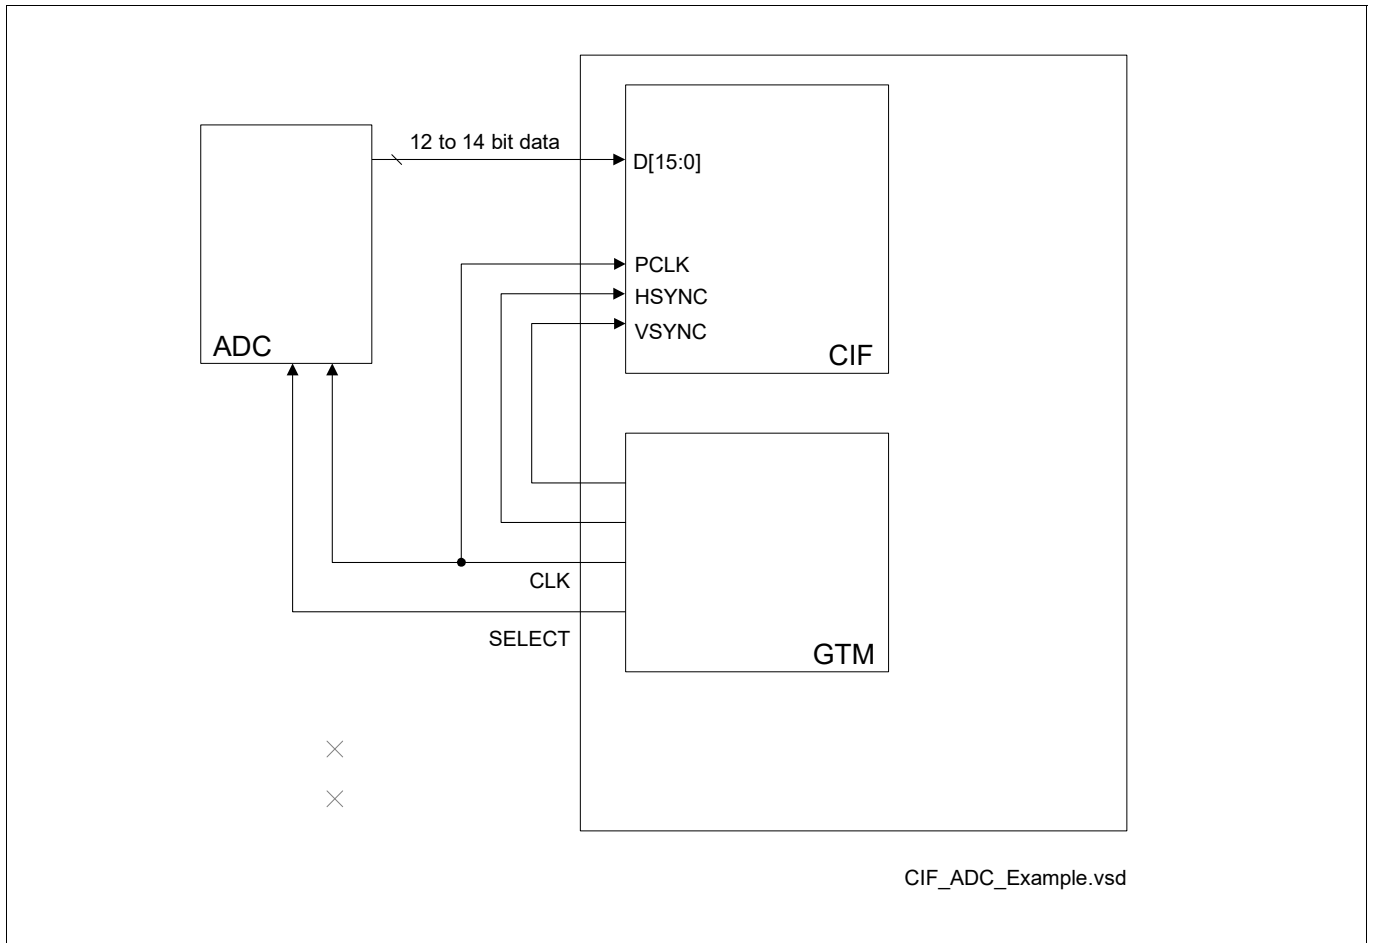 12 to 14 bit data
D[15:0]
PCLK
HSYNC
VSYNC
ADC
CIF
CLK
SELECT
GTM
CIF_ADC_Example.vsd